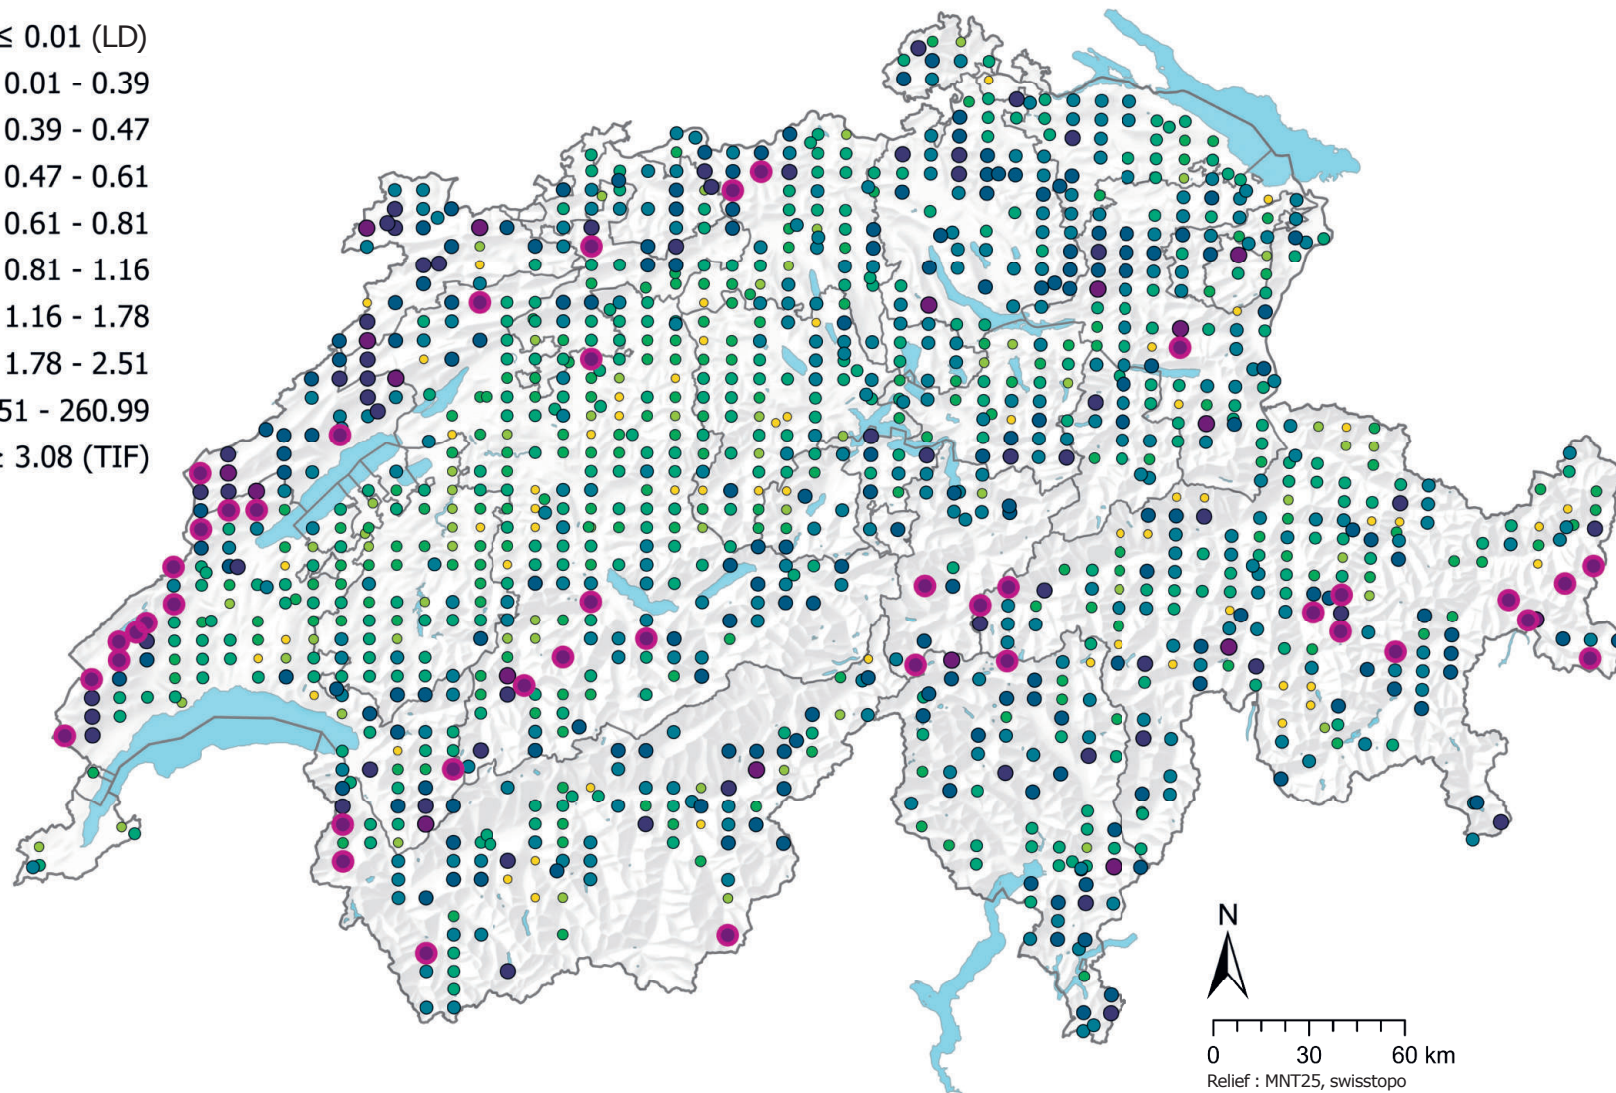 ≤ 0.01 (LD)
0.01 - 0.39
0.39 - 0.47
0.47 - 0.61
0.61 - 0.81
0.81 - 1.16
1.16 - 1.78
1.78 - 2.51
51 - 260.99
≥ 3.08 (TIF)
N
0 30 60 km
Relief : MNT25, swisstopo